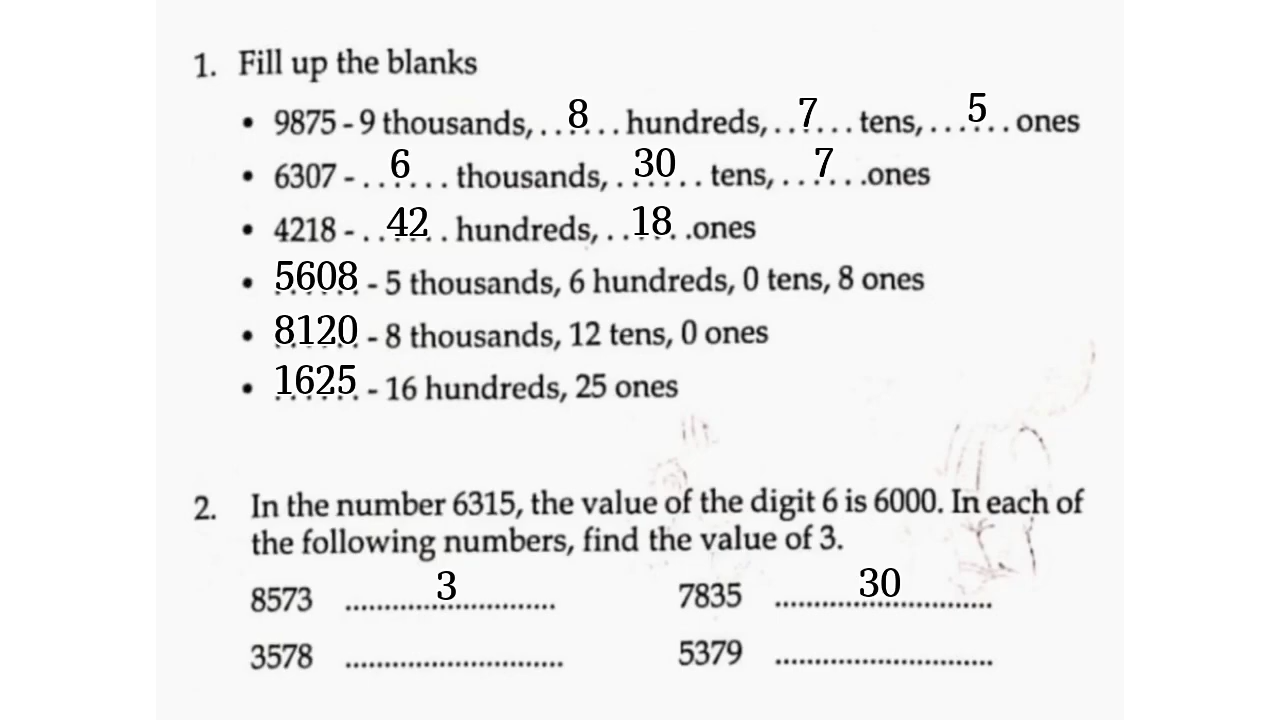 1. Fill up the blanks
• 9875 - 9 thousands, ..8... hundreds, ..7... tens, ..5... ones
• 6307 - ..6... thousands, ..30... tens, ..7...ones
• 4218 - ..42.. hundreds, ..18..ones
• 5608 - 5 thousands, 6 hundreds, 0 tens, 8 ones
• 8120 - 8 thousands, 12 tens, 0 ones
• 1625 - 16 hundreds, 25 ones
2. In the number 6315, the value of the digit 6 is 6000. In each of
the following numbers, find the value of 3.
8573 ............3............ 7835 ............30............
3578 ............................ 5379 ............................